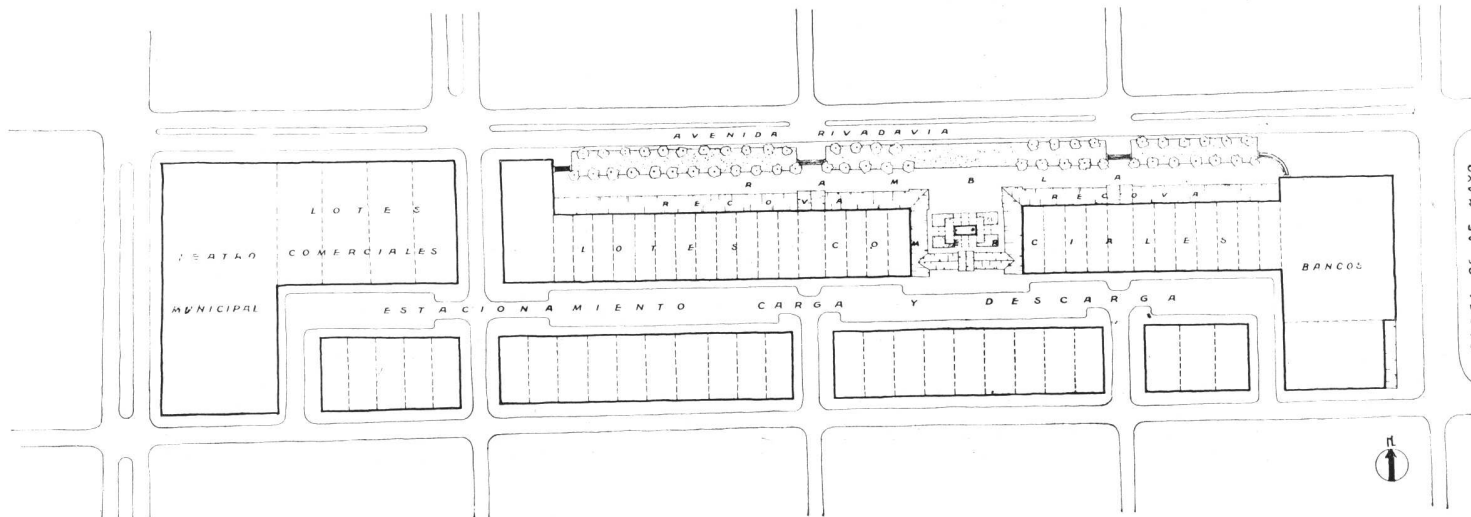 AVENIDA RIVADAVIA
RAMBLA
RECOVA
RECOVA
LOTES
COMERCIALES
TEATRO
MUNICIPAL
LOTES COMERCIALES
BANCOS
ESTACIONAMIENTO CARGA Y DESCARGA
N